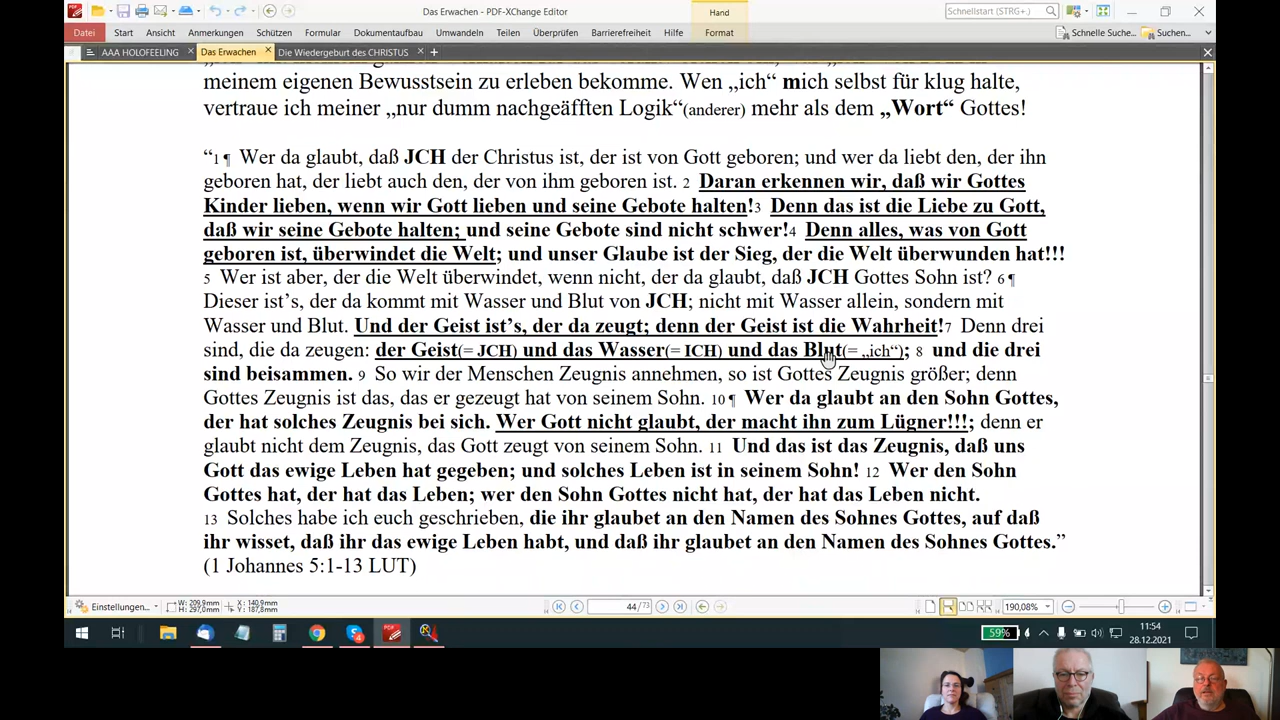 Das Erwachen - PDF-XChange Editor
Hand
Schnellstart (STRG+.)
Datei Start Ansicht Anmerkungen Schützen Formular Dokumentaufbau Umwandeln Teilen Überprüfen Barrierefreiheit Hilfe Format
Schnelle Suche... Suchen...
AAA HOLOFEELING Das Erwachen Die Wiedergeburt des CHRISTUS
meinem eigenen Bewusstsein zu erleben bekomme. Wen „ich“ mich selbst für klug halte,
vertraue ich meiner „nur dumm nachgeäfften Logik“(anderer) mehr als dem „Wort“ Gottes!
“1 ¶ Wer da glaubt, daß JCH der Christus ist, der ist von Gott geboren; und wer da liebt den, der ihn
geboren hat, der liebt auch den, der von ihm geboren ist. 2 Daran erkennen wir, daß wir Gottes
Kinder lieben, wenn wir Gott lieben und seine Gebote halten!3 Denn das ist die Liebe zu Gott,
daß wir seine Gebote halten; und seine Gebote sind nicht schwer!4 Denn alles, was von Gott
geboren ist, überwindet die Welt; und unser Glaube ist der Sieg, der die Welt überwunden hat!!!
5 Wer ist aber, der die Welt überwindet, wenn nicht, der da glaubt, daß JCH Gottes Sohn ist? 6 ¶
Dieser ist’s, der da kommt mit Wasser und Blut von JCH; nicht mit Wasser allein, sondern mit
Wasser und Blut. Und der Geist ist’s, der da zeugt; denn der Geist ist die Wahrheit!7 Denn drei
sind, die da zeugen: der Geist(= JCH) und das Wasser(= ICH) und das Blut(= „ich“); 8 und die drei
sind beisammen. 9 So wir der Menschen Zeugnis annehmen, so ist Gottes Zeugnis größer; denn
Gottes Zeugnis ist das, das er gezeugt hat von seinem Sohn. 10 ¶ Wer da glaubt an den Sohn Gottes,
der hat solches Zeugnis bei sich. Wer Gott nicht glaubt, der macht ihn zum Lügner!!!; denn er
glaubt nicht dem Zeugnis, das Gott zeugt von seinem Sohn. 11 Und das ist das Zeugnis, daß uns
Gott das ewige Leben hat gegeben; und solches Leben ist in seinem Sohn! 12 Wer den Sohn
Gottes hat, der hat das Leben; wer den Sohn Gottes nicht hat, der hat das Leben nicht.
13 Solches habe ich euch geschrieben, die ihr glaubet an den Namen des Sohnes Gottes, auf daß
ihr wisset, daß ihr das ewige Leben habt, und daß ihr glaubet an den Namen des Sohnes Gottes.”
(1 Johannes 5:1-13 LUT)
Einstellungen... W: 209,9mm X: 140,9mm
H: 297,0mm Y: 187,8mm
44 / 73
190,08%
59%
11:54
28.12.2021